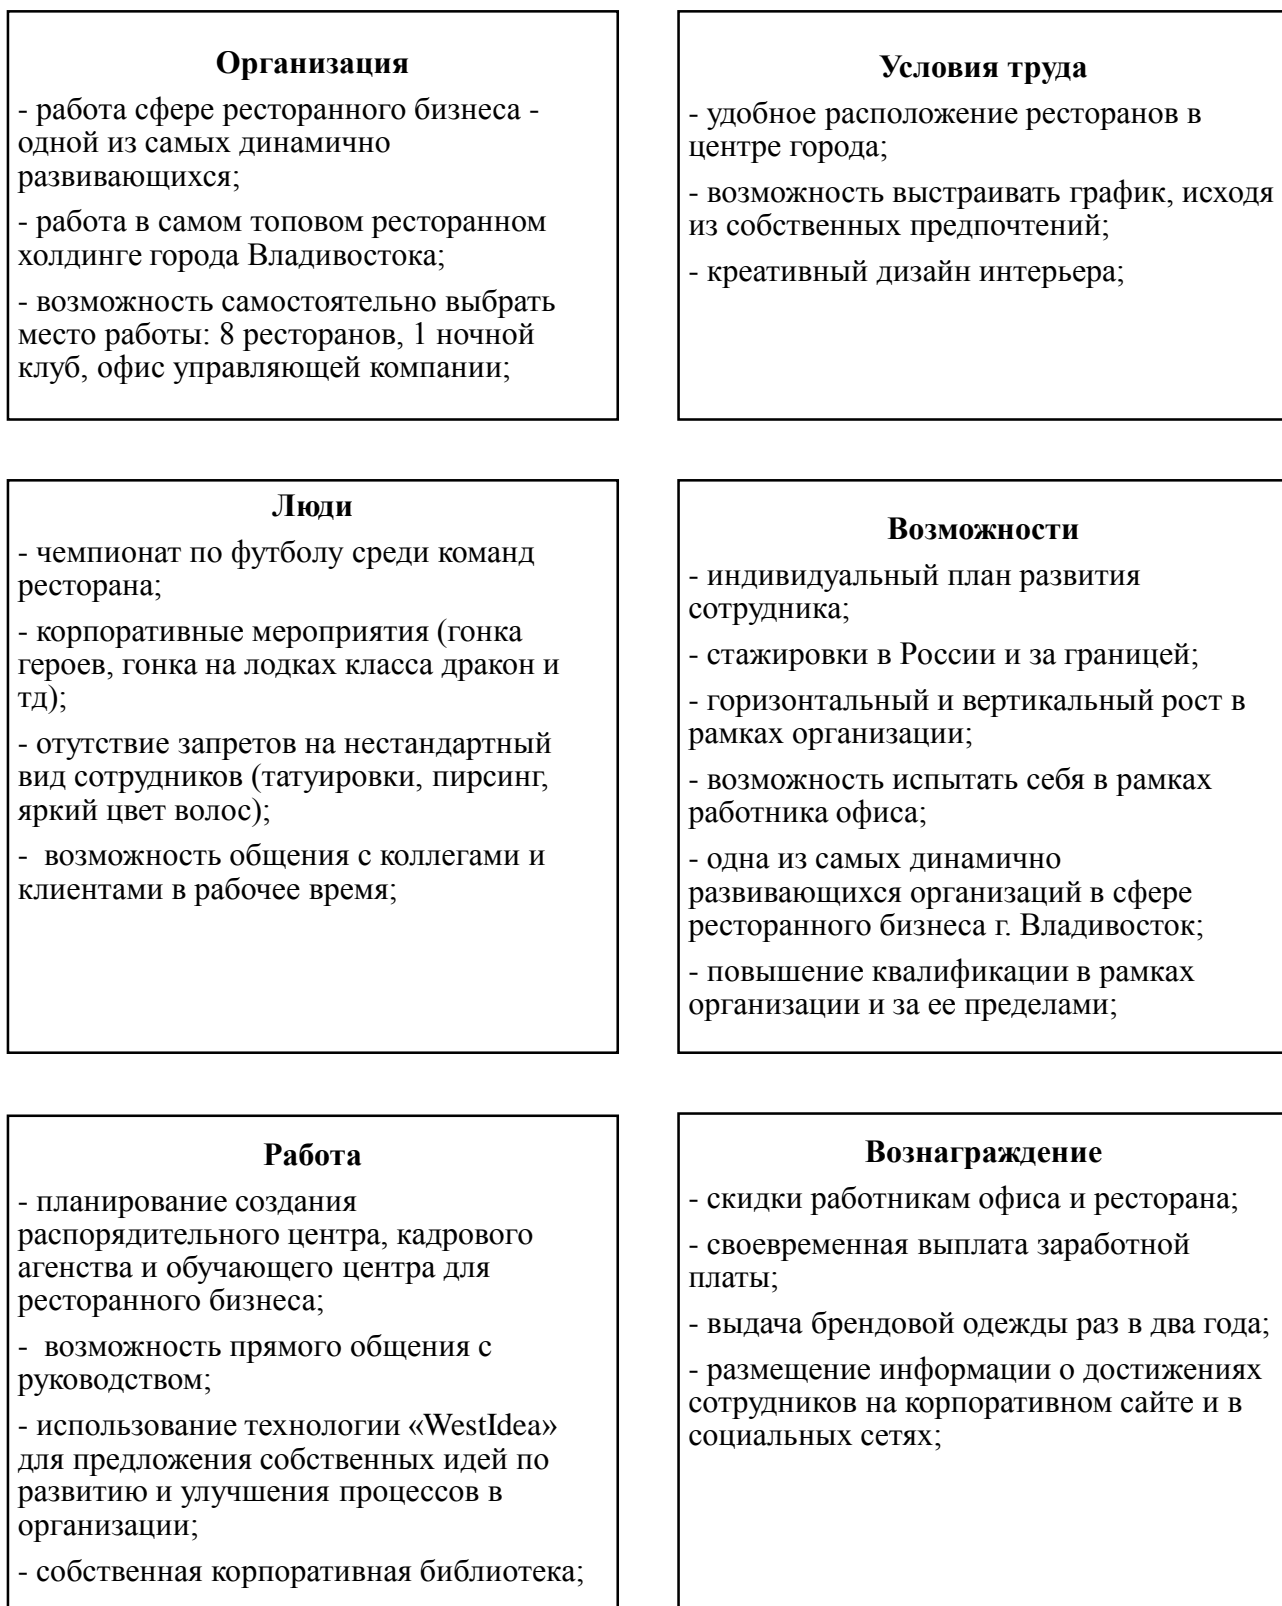 Организация
- работа сфере ресторанного бизнеса -
одной из самых динамично
развивающихся;
- работа в самом топовом ресторанном
холдинге города Владивостока;
- возможность самостоятельно выбрать
место работы: 8 ресторанов, 1 ночной
клуб, офис управляющей компании;
Условия труда
- удобное расположение ресторанов в
центре города;
- возможность выстраивать график, исходя
из собственных предпочтений;
- креативный дизайн интерьера;
Люди
- чемпионат по футболу среди команд
ресторана;
- корпоративные мероприятия (гонка
героев, гонка на лодках класса дракон и
тд);
- отутствие запретов на нестандартный
вид сотрудников (татуировки, пирсинг,
яркий цвет волос);
- возможность общения с коллегами и
клиентами в рабочее время;
Возможности
- индивидуальный план развития
сотрудника;
- стажировки в России и за границей;
- горизонтальный и вертикальный рост в
рамках организации;
- возможность испытать себя в рамках
работника офиса;
- одна из самых динамично
развивающихся организаций в сфере
ресторанного бизнеса г. Владивосток;
- повышение квалификации в рамках
организации и за ее пределами;
Работа
- планирование создания
распорядительного центра, кадрового
агенства и обучающего центра для
ресторанного бизнеса;
- возможность прямого общения с
руководством;
- использование технологии «WestIdea»
для предложения собственных идей по
развитию и улучшения процессов в
организации;
- собственная корпоративная библиотека;
Вознаграждение
- скидки работникам офиса и ресторана;
- своевременная выплата заработной
платы;
- выдача брендовой одежды раз в два года;
- размещение информации о достижениях
сотрудников на корпоративном сайте и в
социальных сетях;